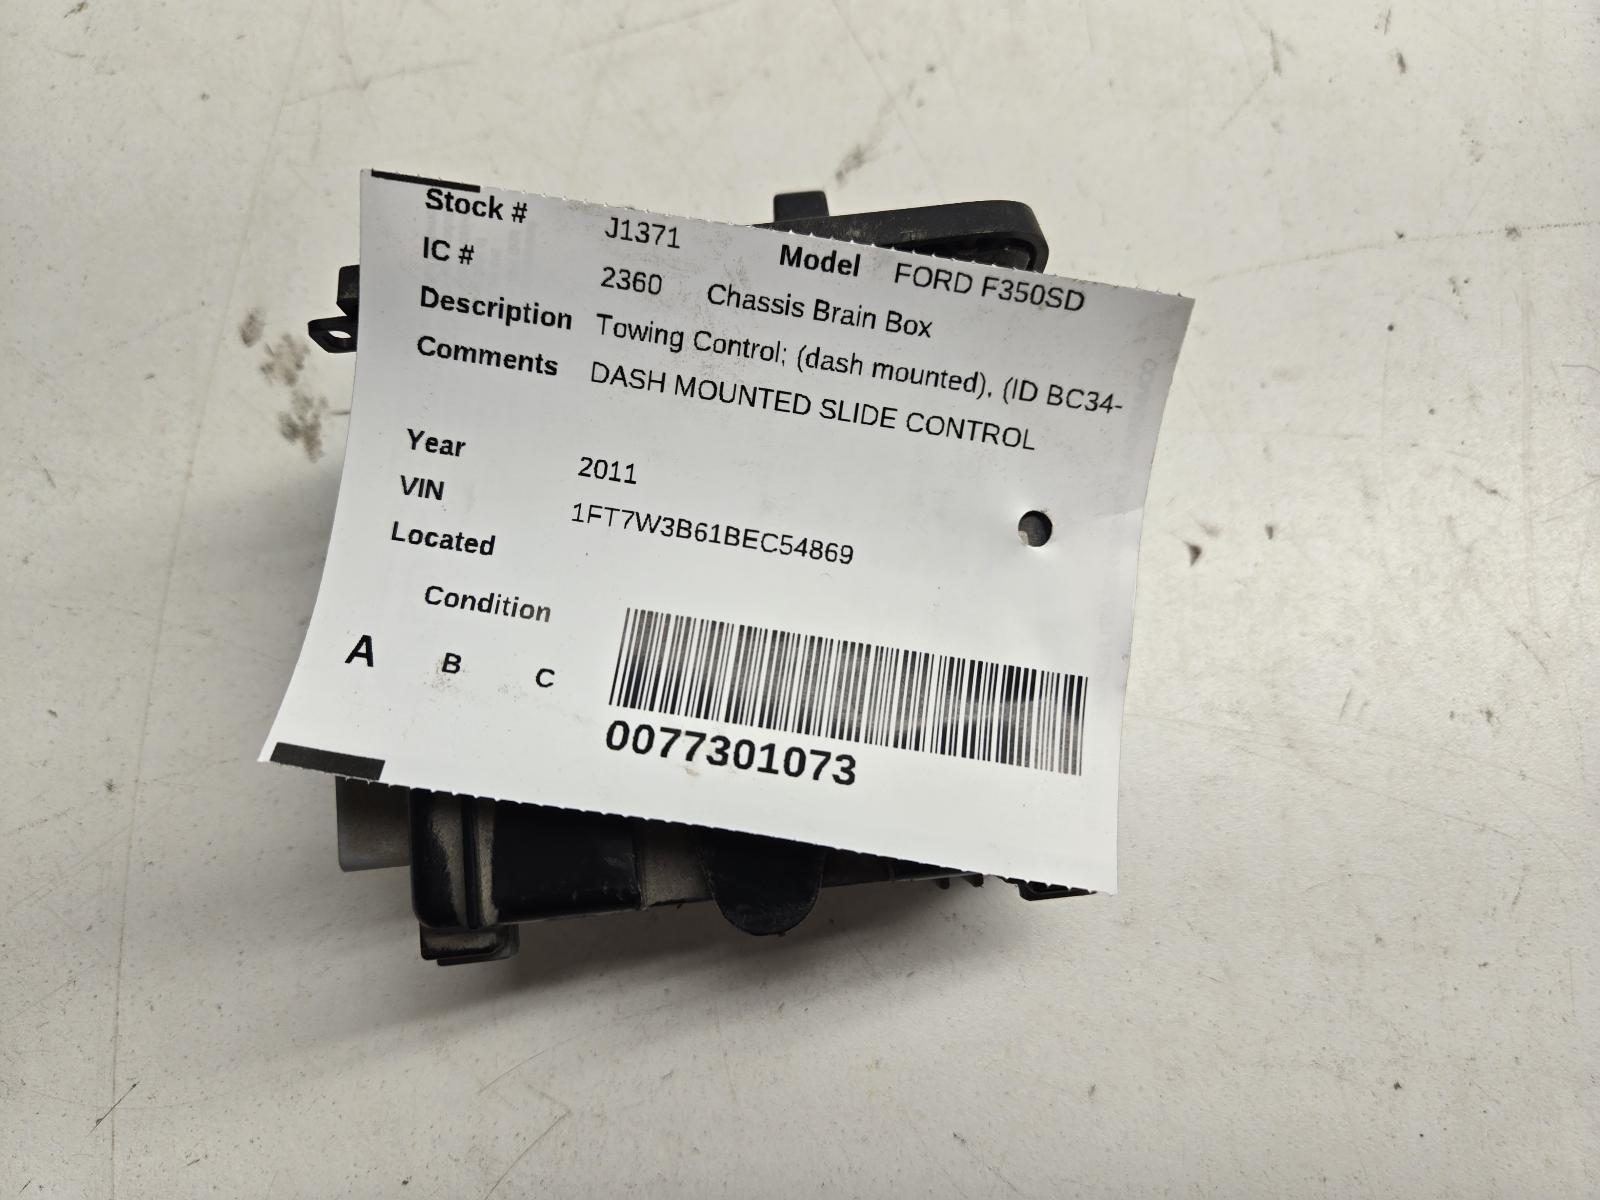 Stock # J1371 Model FORD F350SD
IC # 2360 Chassis Brain Box
Description Towing Control; (dash mounted), (ID BC34-
Comments DASH MOUNTED SLIDE CONTROL
Year 2011
VIN 1FT7W3B61BEC54869
Located
Condition
A B C
0077301073